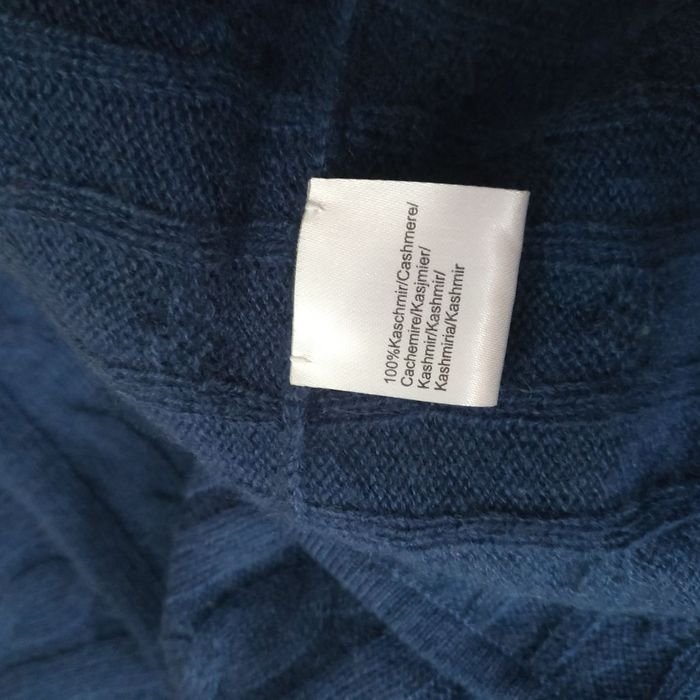 100%Kaschmir/Cashmere/
Cachemire/Kasjmier/
Kashmir/Kashmir/
Kashmiria/Kashmir